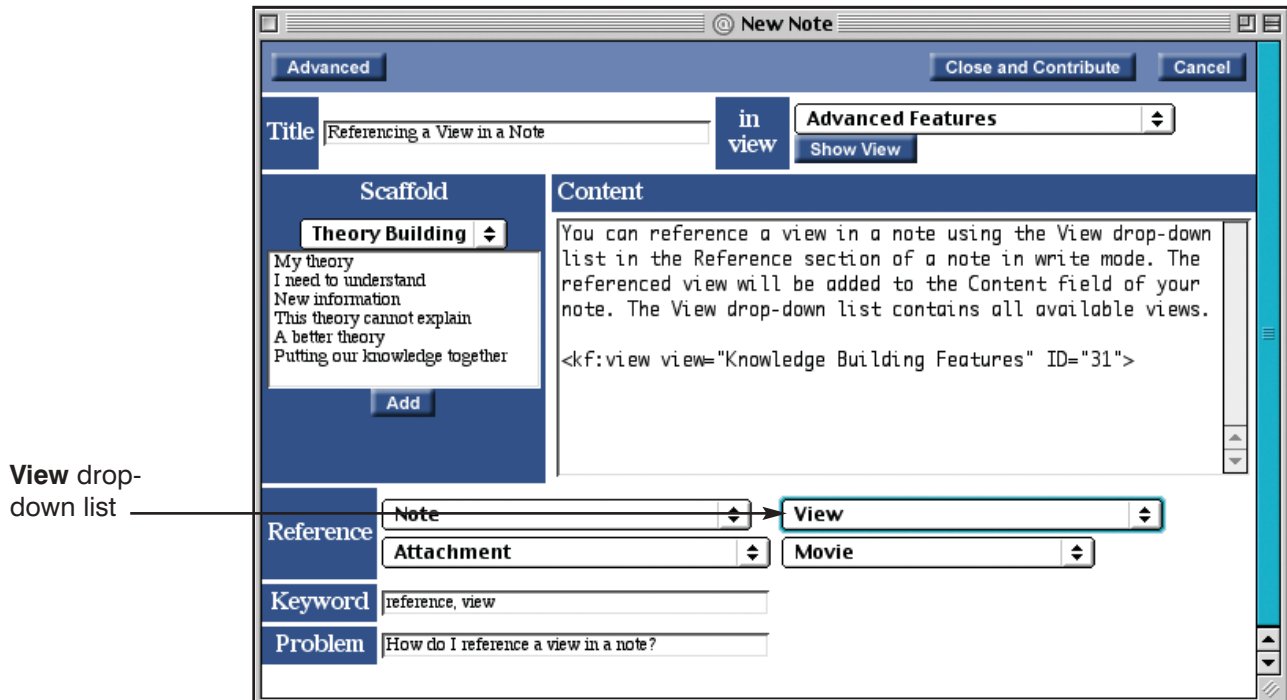 @ New Note
Advanced
Close and Contribute
Cancel
Title
Referencing a View in a Note
in
view
Advanced Features
Show View
Scaffold
Theory Building
My theory
I need to understand
New information
This theory cannot explain
A better theory
Putting our knowledge together
Add
Content
You can reference a view in a note using the View drop-down
list in the Reference section of a note in write mode. The
referenced view will be added to the Content field of your
note. The View drop-down list contains all available views.
<kf:view view="Knowledge Building Features" ID="31">
View drop-
down list
Reference
Note
View
Attachment
Movie
Keyword
reference, view
Problem
How do I reference a view in a note?